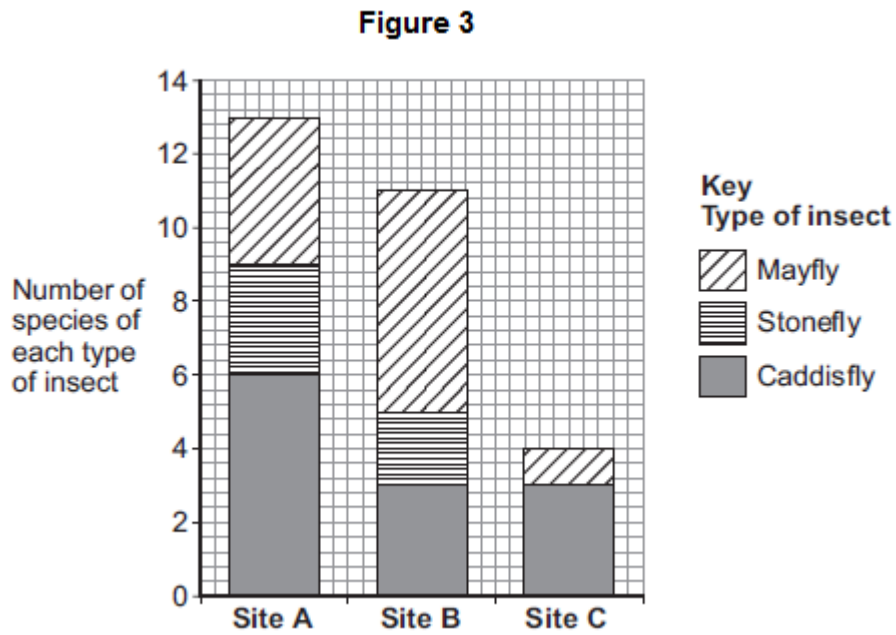 Figure 3
14
12
10
8
6
4
2
0
Number of
species of
each type
of insect
Site A
Site B
Site C
Key
Type of insect
Mayfly
Stonefly
Caddisfly